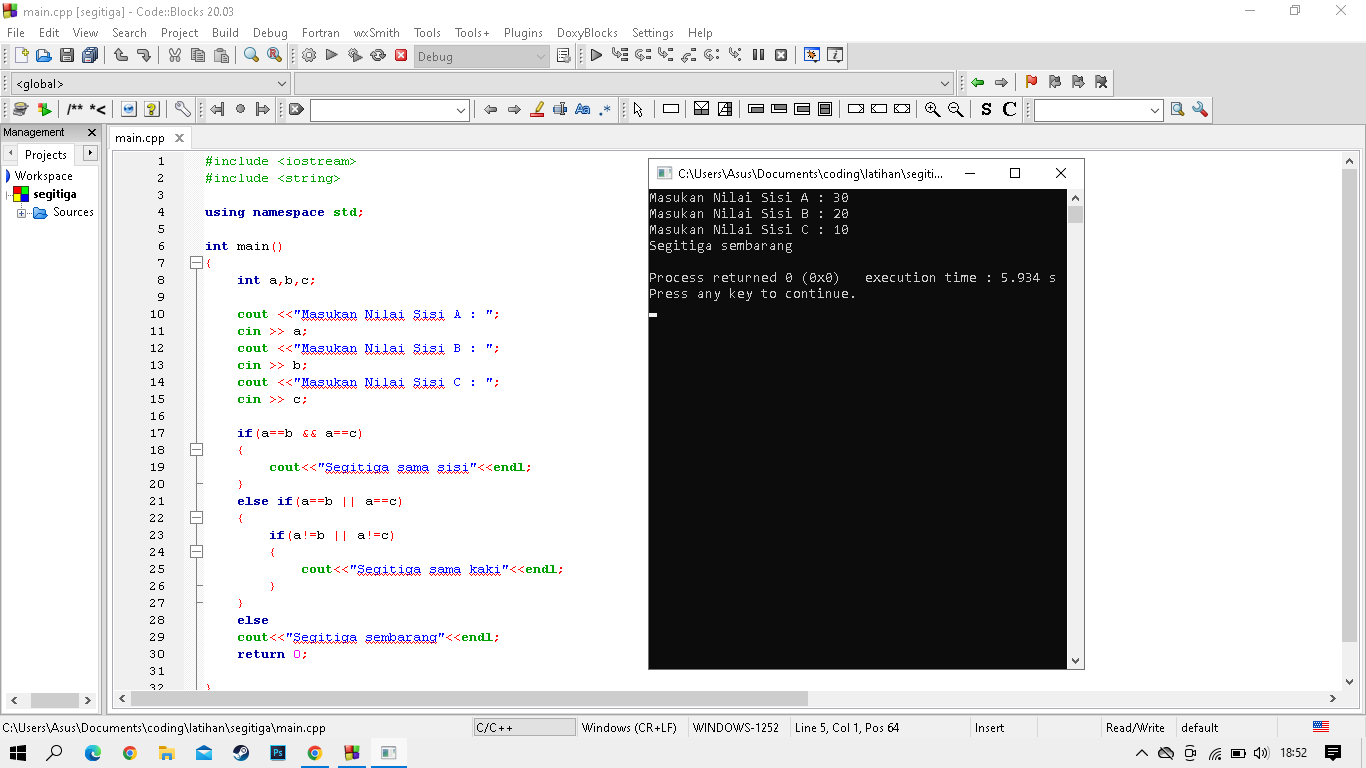 main.cpp [segitiga] - Code::Blocks 20.03
File Edit View Search Project Build Debug Fortran wxSmith Tools Tools+ Plugins DoxyBlocks Settings Help
Debug
<global>
/** *< Aa .* S C
Management
Projects
Workspace
segitiga
Sources
main.cpp
1 #include <iostream>
2 #include <string>
3
4 using namespace std;
5
6 int main()
7 {
8 int a,b,c;
9
10 cout <<"Masukan Nilai Sisi A : ";
11 cin >> a;
12 cout <<"Masukan Nilai Sisi B : ";
13 cin >> b;
14 cout <<"Masukan Nilai Sisi C : ";
15 cin >> c;
16
17 if(a==b && a==c)
18 {
19 cout<<"Segitiga sama sisi"<<endl;
20 }
21 else if(a==b || a==c)
22 {
23 if(a!=b || a!=c)
24 {
25 cout<<"Segitiga sama kaki"<<endl;
26 }
27 }
28 else
29 cout<<"Segitiga sembarang"<<endl;
30 return 0;
31
32 }
C:\Users\Asus\Documents\coding\latihan\segiti...
Masukan Nilai Sisi A : 30
Masukan Nilai Sisi B : 20
Masukan Nilai Sisi C : 10
Segitiga sembarang
Process returned 0 (0x0) execution time : 5.934 s
Press any key to continue.
C:\Users\Asus\Documents\coding\latihan\segitiga\main.cpp C/C++ Windows (CR+LF) WINDOWS-1252 Line 5, Col 1, Pos 64 Insert Read/Write default
Ps 18:52